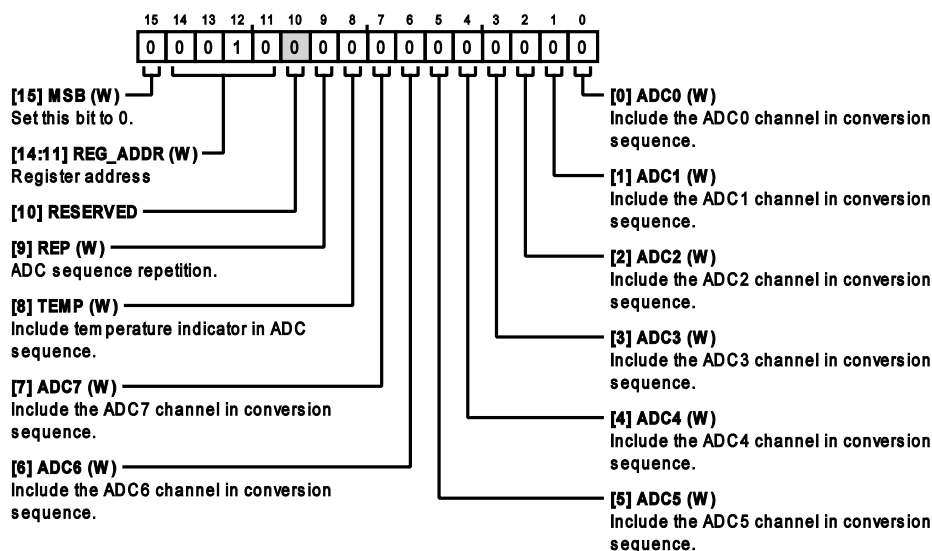 15 14 13 12 11 10 9 8 7 6 5 4 3 2 1 0
0 0 0 1 0 0 0 0 0 0 0 0 0 0 0 0
[15] MSB (W)
Set this bit to 0.
[14:11] REG_ADDR (W)
Register address
[10] RESERVED
[9] REP (W)
ADC sequence repetition.
[8] TEMP (W)
Include temperature indicator in ADC
sequence.
[7] ADC7 (W)
Include the ADC7 channel in conversion
sequence.
[6] ADC6 (W)
Include the ADC6 channel in conversion
sequence.
[0] ADC0 (W)
Include the ADC0 channel in conversion
sequence.
[1] ADC1 (W)
Include the ADC1 channel in conversion
sequence.
[2] ADC2 (W)
Include the ADC2 channel in conversion
sequence.
[3] ADC3 (W)
Include the ADC3 channel in conversion
sequence.
[4] ADC4 (W)
Include the ADC4 channel in conversion
sequence.
[5] ADC5 (W)
Include the ADC5 channel in conversion
sequence.